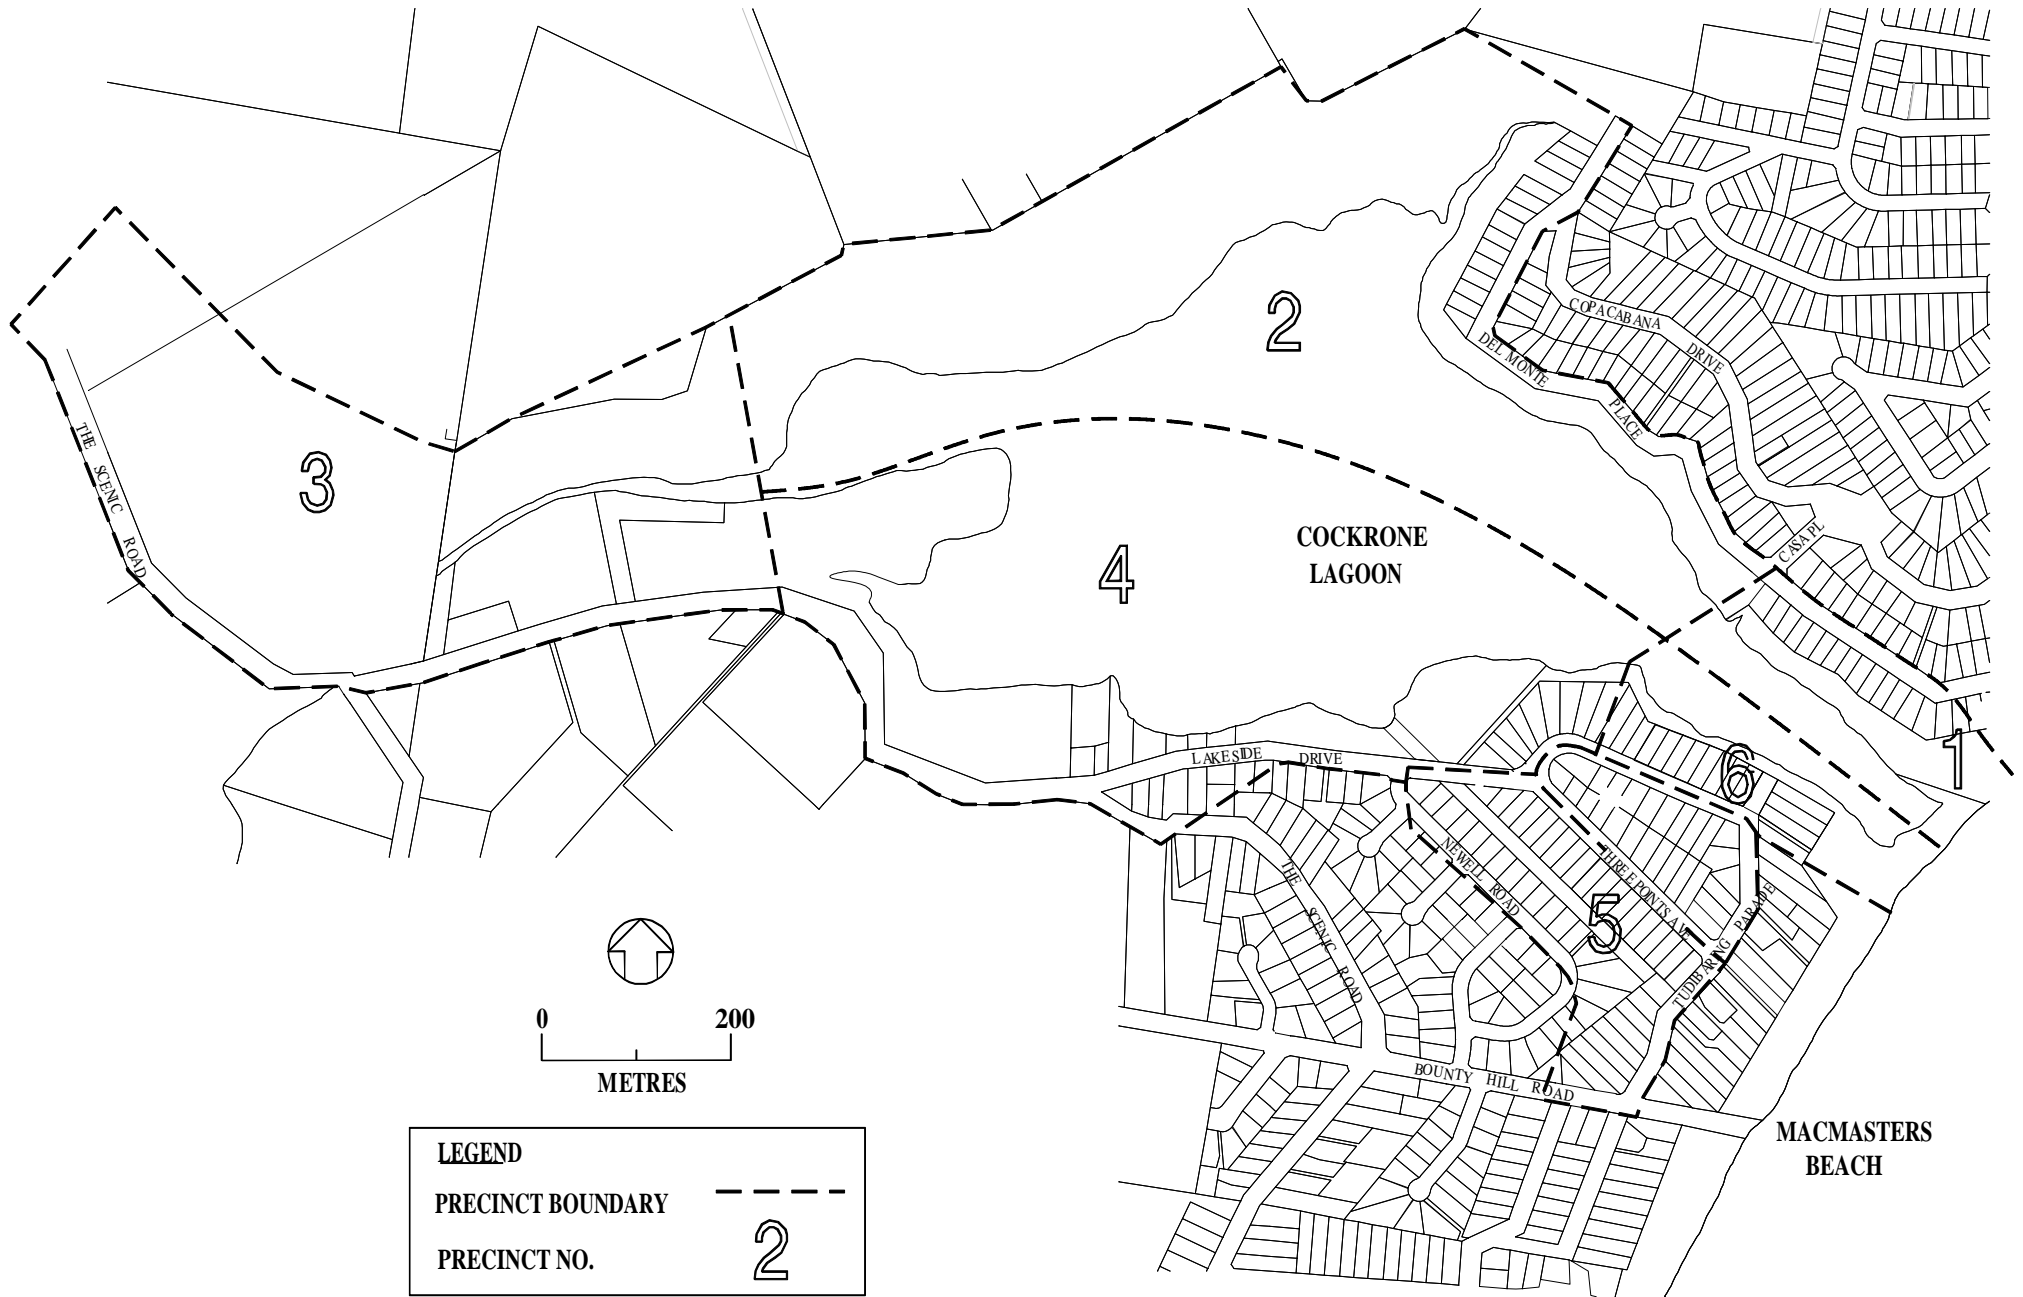 2
COPACABANA
DRIVE
DEL MONTE
PLACE
3
THE SCENIC ROAD
COCKRONE
LAGOON
CASA PL
4
1
6
LAKESIDE DRIVE
THREE POINTS AVE
NEWELL ROAD
5
TUDIBARING PARADE
THE SCENIC ROAD
0 200
METRES
BOUNTY HILL ROAD
MACMASTERS
BEACH
LEGEND
PRECINCT BOUNDARY
PRECINCT NO. 2